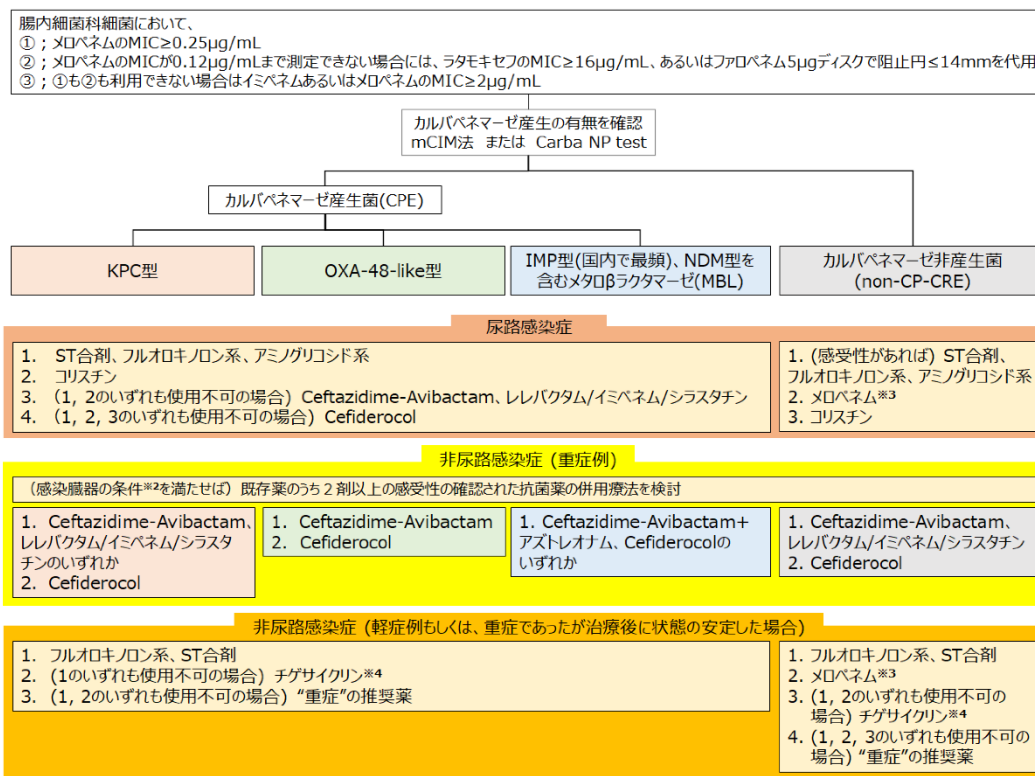 腸内細菌科細菌において、
①；メロペネムのMIC≥0.25μg/mL
②；メロペネムのMICが0.12μg/mLまで測定できない場合には、ラタモキセフのMIC≥16μg/mL、あるいはファロペネム5μgディスクで阻止円≤14mmを代用
③；①も②も利用できない場合はイミペネムあるいはメロペネムのMIC≥2μg/mL
カルバペネマーゼ産生の有無を確認
mCIM法 または Carba NP test
カルバペネマーゼ産生菌(CPE)
KPC型
OXA-48-like型
IMP型(国内で最頻)、NDM型を
含むメタロβラクタマーゼ(MBL)
カルバペネマーゼ非産生菌
(non-CP-CRE)
尿路感染症
1. ST合剤、フルオロキノロン系、アミノグリコシド系
2. コリスチン
3. (1, 2のいずれも使用不可の場合) Ceftazidime-Avibactam、レレバクタム/イミペネム/シラスタチン
4. (1, 2, 3のいずれも使用不可の場合) Cefiderocol
1. (感受性があれば) ST合剤、
フルオロキノロン系、アミノグリコシド系
2. メロペネム※3
3. コリスチン
非尿路感染症 (重症例)
(感染臓器の条件※2を満たせば) 既存薬のうち２剤以上の感受性の確認された抗菌薬の併用療法を検討
1. Ceftazidime-Avibactam、
レレバクタム/イミペネム/シラスタ
チンのいずれか
2. Cefiderocol
1. Ceftazidime-Avibactam
2. Cefiderocol
1. Ceftazidime-Avibactam+
アズトレオナム、Cefiderocolの
いずれか
1. Ceftazidime-Avibactam、
レレバクタム/イミペネム/シラスタチン
2. Cefiderocol
非尿路感染症 (軽症例もしくは、重症であったが治療後に状態の安定した場合)
1. フルオロキノロン系、ST合剤
2. (1のいずれも使用不可の場合) チゲサイクリン※4
3. (1, 2のいずれも使用不可の場合) “重症”の推奨薬
1. フルオロキノロン系、ST合剤
2. メロペネム※3
3. (1, 2のいずれも使用不可の
場合) チゲサイクリン※4
4. (1, 2, 3のいずれも使用不可の
場合) “重症”の推奨薬